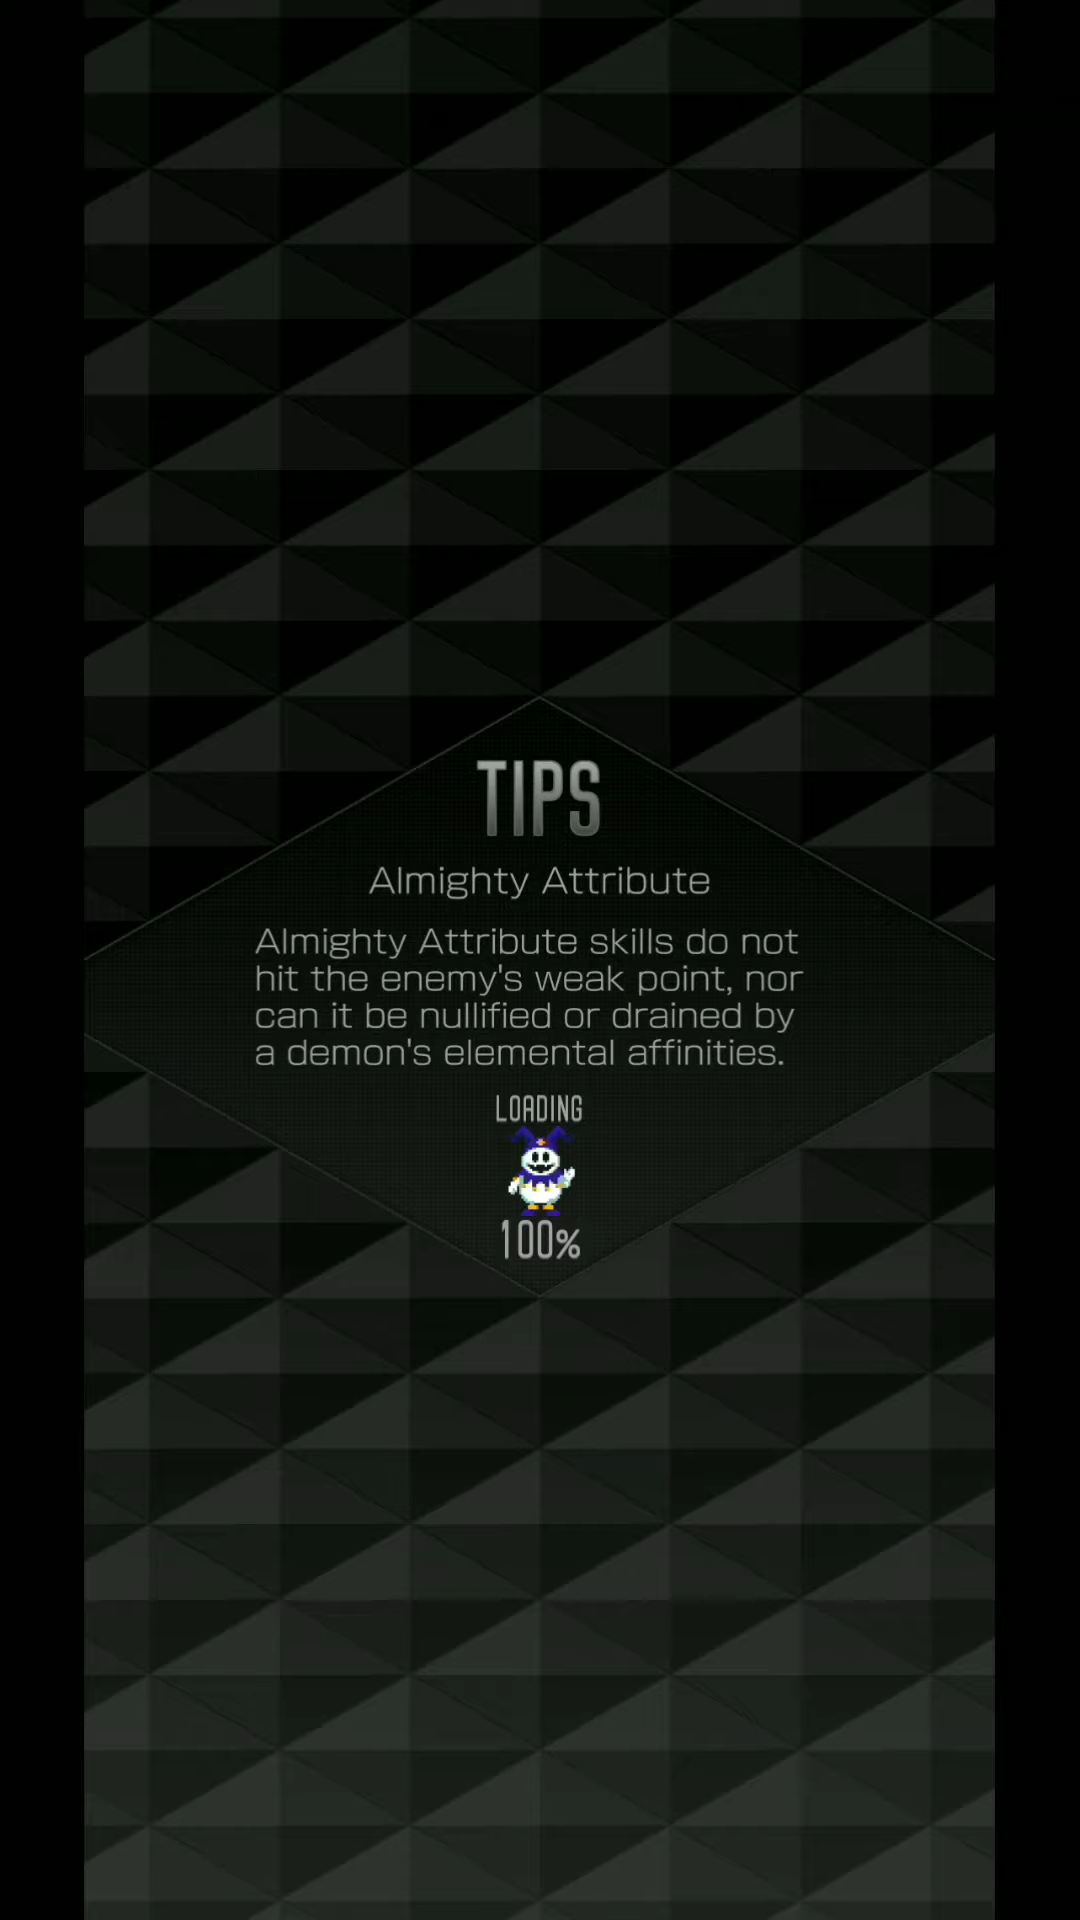 TIPS
Almighty Attribute
Almighty Attribute skills do not
hit the enemy's weak point, nor
can it be nullified or drained by
a demon's elemental affinities.
LOADING
100%